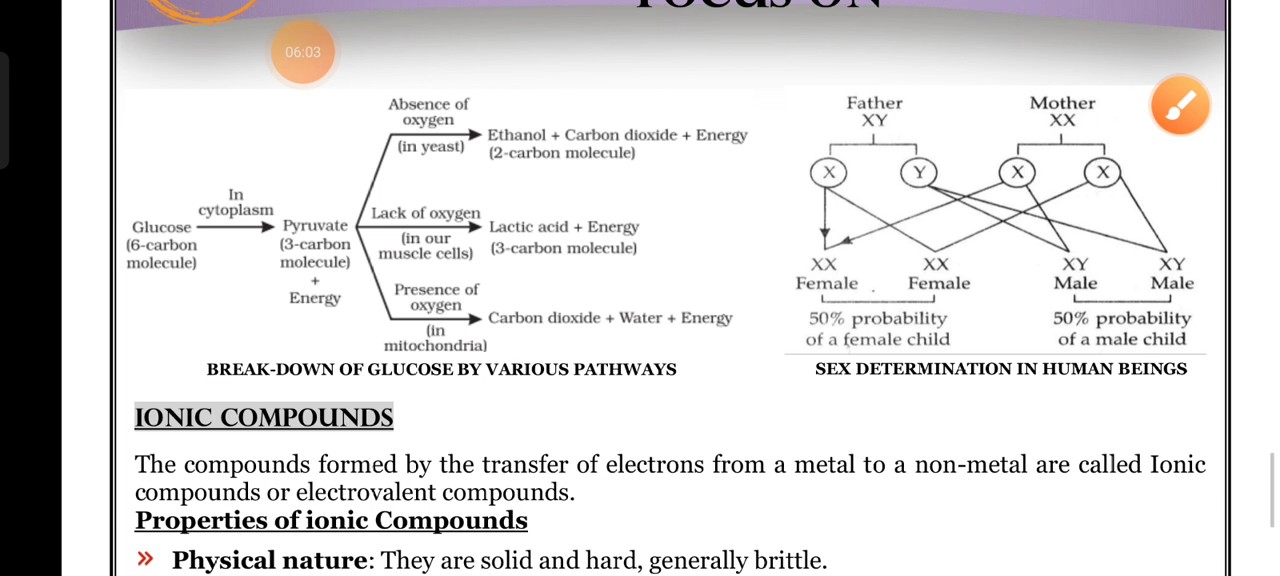 FOCUS ON
06:03
Absence of
oxygen
(in yeast)
Ethanol + Carbon dioxide + Energy
(2-carbon molecule)
In
cytoplasm
Glucose
(6-carbon
molecule)
Pyruvate
(3-carbon
molecule)
+
Energy
Lack of oxygen
(in our
muscle cells)
Lactic acid + Energy
(3-carbon molecule)
Presence of
oxygen
(in
mitochondria)
Carbon dioxide + Water + Energy
BREAK-DOWN OF GLUCOSE BY VARIOUS PATHWAYS
Father
XY
Mother
XX
X
Y
X
X
XX
Female
XX
Female
XY
Male
XY
Male
50% probability
of a female child
50% probability
of a male child
SEX DETERMINATION IN HUMAN BEINGS
IONIC COMPOUNDS
The compounds formed by the transfer of electrons from a metal to a non-metal are called Ionic
compounds or electrovalent compounds.
Properties of ionic Compounds
» Physical nature: They are solid and hard, generally brittle.